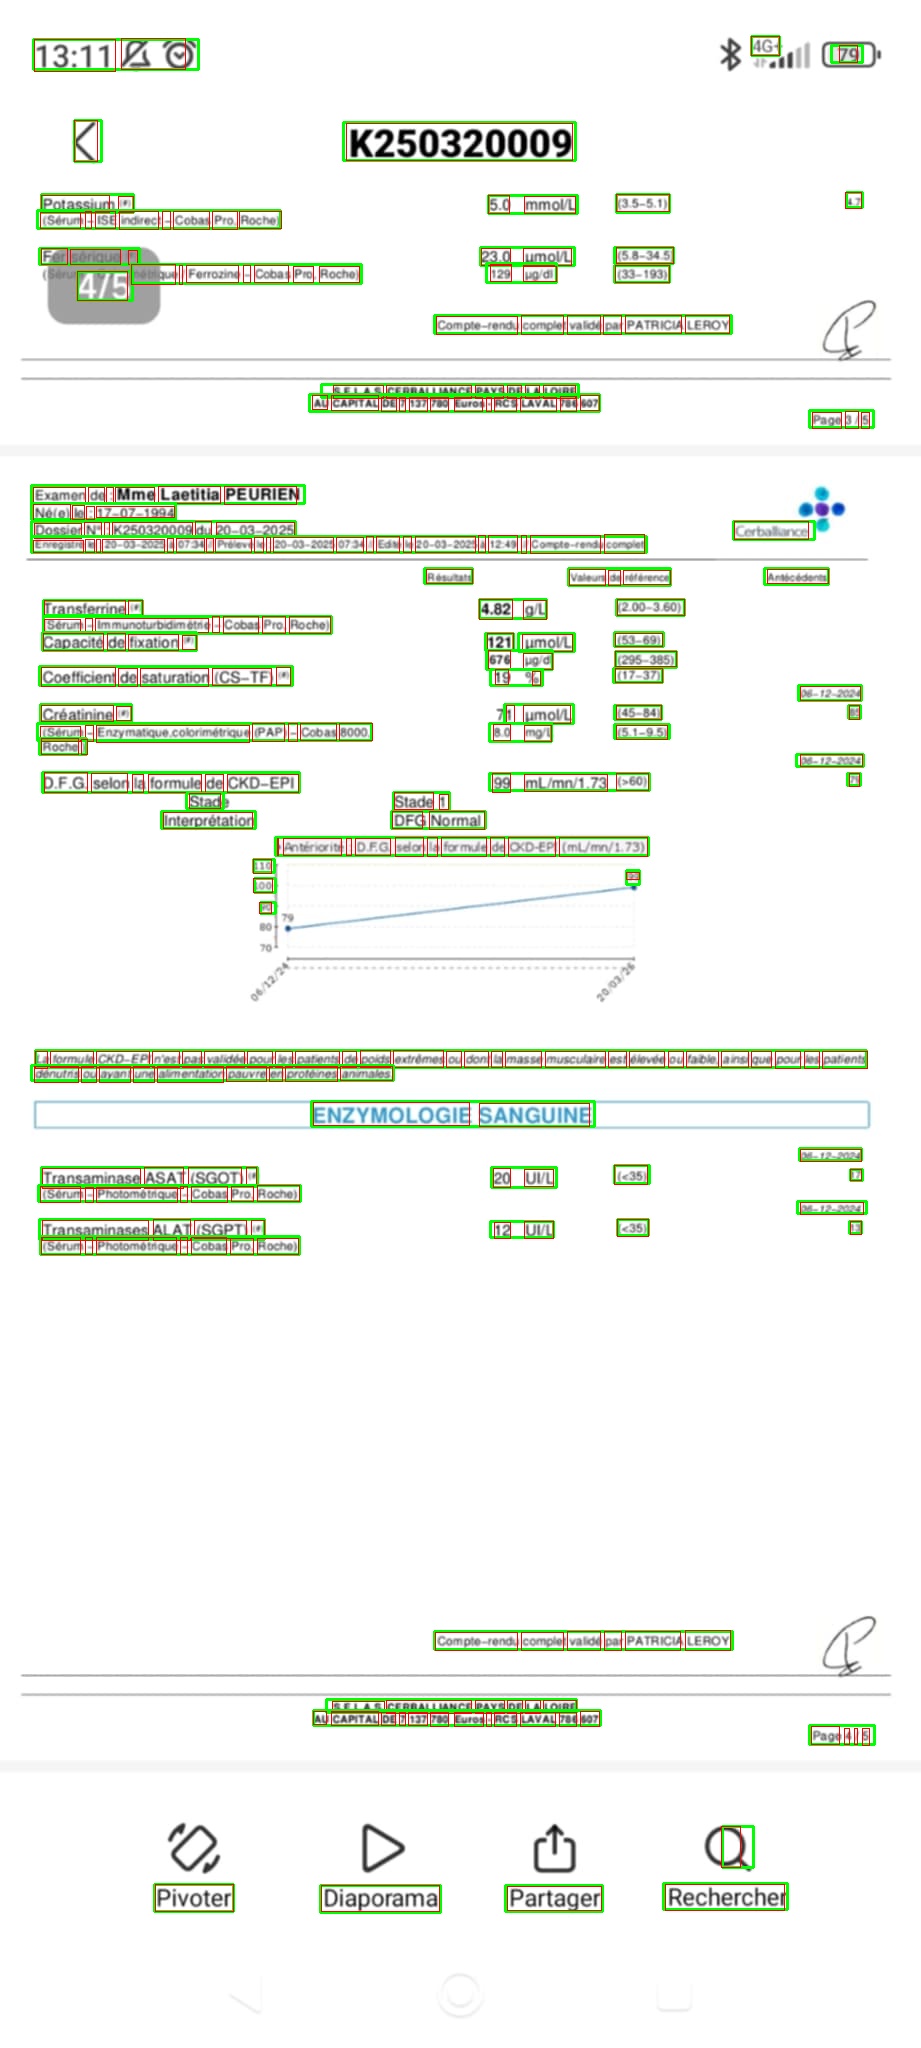 13:11 4G+ 79
K250320009
Potassium (#) 5.0 mmol/L (3.5-5.1) 4.7
(Sérum - ISE indirect - Cobas Pro, Roche)
Fer sérique 23.0 µmol/L (5.8-34.5)
129 µg/dl (33-193)
Ferrozine - Cobas Pro, Roche)
4/5
Compte-rendu complet validé par PATRICIA LEROY
S.E.L.A.S. CERBALLIANCE PAYS DE LA LOIRE
AU CAPITAL DE 7 137 780 Euros - RCS LAVAL 786 607
Page 3 / 5
Examen de : Mme Laetitia PEURIEN
Né(e) le : 17-07-1994
Dossier N° : K250320009 du 20-03-2025
Enregistré le : 20-03-2025 à 07:34 / Prélevé le : 20-03-2025 07:34 / Edité le 20-03-2025 à 12:49 Compte-rendu complet
Cerballiance
Résultats Valeurs de référence Antécédents
Transferrine (#) 4.82 g/L (2.00-3.60)
(Sérum - Immunoturbidimétrie - Cobas Pro, Roche)
Capacité de fixation (#) 121 µmol/L (53-69)
676 µg/dl (295-385)
Coefficient de saturation (CS-TF) (#) 19 % (17-37)
06-12-2024
Créatinine (#) 71 µmol/L (45-84)
(Sérum - Enzymatique,colorimétrique (PAP) - Cobas 8000, 8.0 mg/L (5.1-9.5)
Roche)
06-12-2024
D.F.G. selon la formule de CKD-EPI 99 mL/mn/1.73 (>60) 79
Stade Stade 1
Interprétation DFG Normal
Antériorité : D.F.G. selon la formule de CKD-EPI (mL/mn/1.73)
110
100 99
90
80 79
70
06/12/24 20/03/25
La formule CKD-EPI n'est pas validée pour les patients de poids extrêmes ou dont la masse musculaire est élevée ou faible, ainsi que pour les patients
dénutris ou ayant une alimentation pauvre en protéines animales.
ENZYMOLOGIE SANGUINE
06-12-2024
Transaminase ASAT (SGOT) (#) 20 UI/L (<35) 17
(Sérum - Photométrique - Cobas Pro, Roche)
06-12-2024
Transaminases ALAT (SGPT) (#) 12 UI/L (<35) 13
(Sérum - Photométrique - Cobas Pro, Roche)
Compte-rendu complet validé par PATRICIA LEROY
S.E.L.A.S. CERBALLIANCE PAYS DE LA LOIRE
AU CAPITAL DE 7 137 780 Euros - RCS LAVAL 786 607
Page 4 / 5
Pivoter Diaporama Partager Rechercher